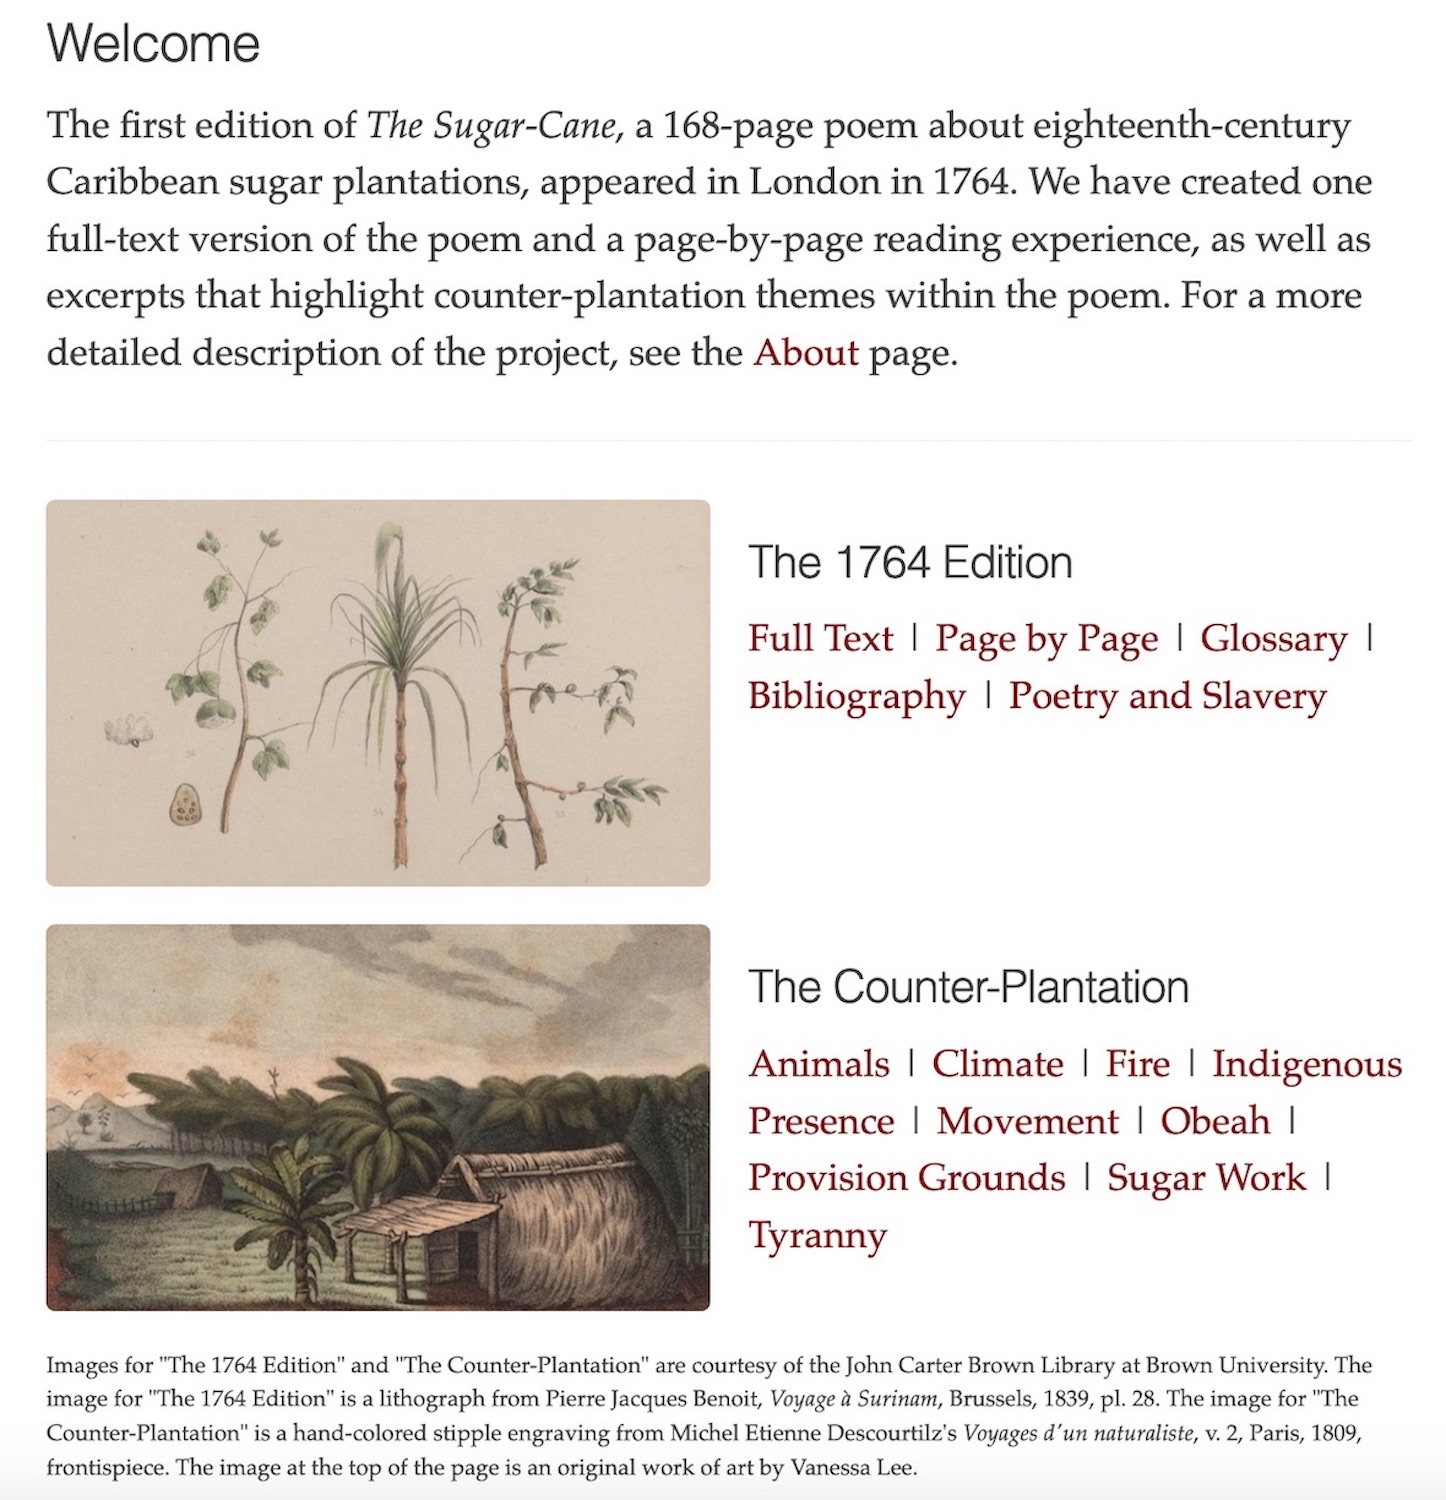 Welcome
The first edition of The Sugar-Cane, a 168-page poem about eighteenth-century
Caribbean sugar plantations, appeared in London in 1764. We have created one
full-text version of the poem and a page-by-page reading experience, as well as
excerpts that highlight counter-plantation themes within the poem. For a more
detailed description of the project, see the About page.
The 1764 Edition
Full Text | Page by Page | Glossary |
Bibliography | Poetry and Slavery
The Counter-Plantation
Animals | Climate | Fire | Indigenous
Presence | Movement | Obeah |
Provision Grounds | Sugar Work |
Tyranny
Images for "The 1764 Edition" and "The Counter-Plantation" are courtesy of the John Carter Brown Library at Brown University. The
image for "The 1764 Edition" is a lithograph from Pierre Jacques Benoit, Voyage à Surinam, Brussels, 1839, pl. 28. The image for "The
Counter-Plantation" is a hand-colored stipple engraving from Michel Etienne Descourtilz's Voyages d'un naturaliste, v. 2, Paris, 1809,
frontispiece. The image at the top of the page is an original work of art by Vanessa Lee.